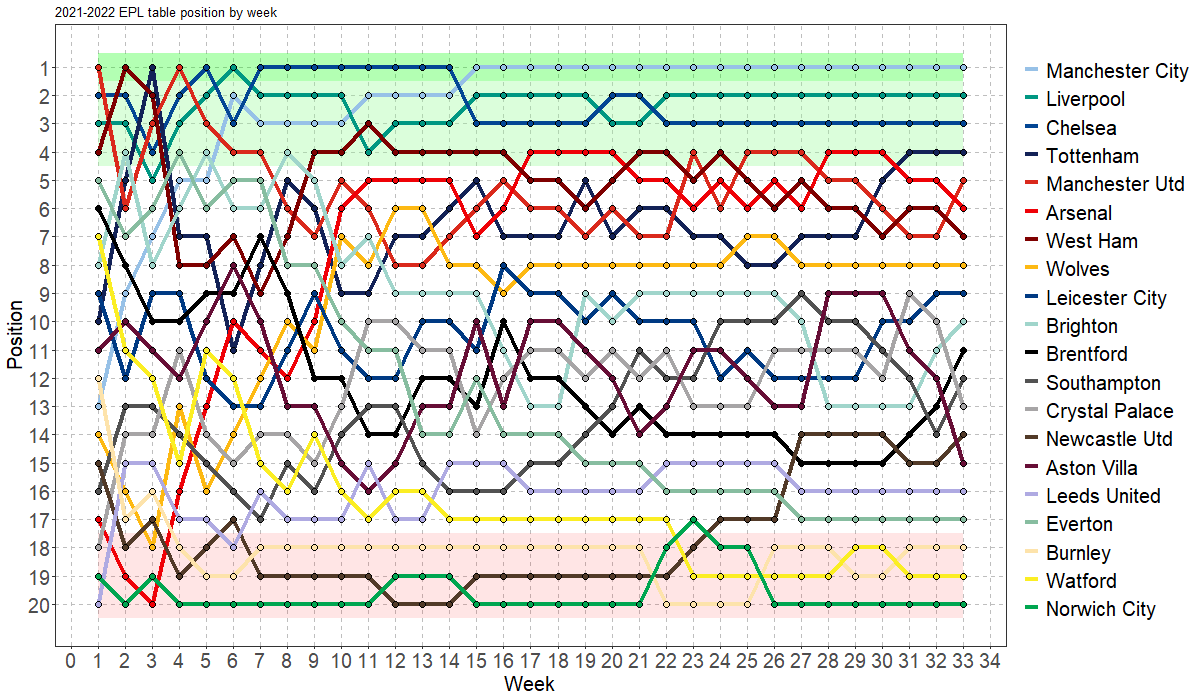 2021-2022 EPL table position by week
Position
1
2
3
4
5
6
7
8
9
10
11
12
13
14
15
16
17
18
19
20
0 1 2 3 4 5 6 7 8 9 10 11 12 13 14 15 16 17 18 19 20 21 22 23 24 25 26 27 28 29 30 31 32 33 34
Week
Manchester City
Liverpool
Chelsea
Tottenham
Manchester Utd
Arsenal
West Ham
Wolves
Leicester City
Brighton
Brentford
Southampton
Crystal Palace
Newcastle Utd
Aston Villa
Leeds United
Everton
Burnley
Watford
Norwich City